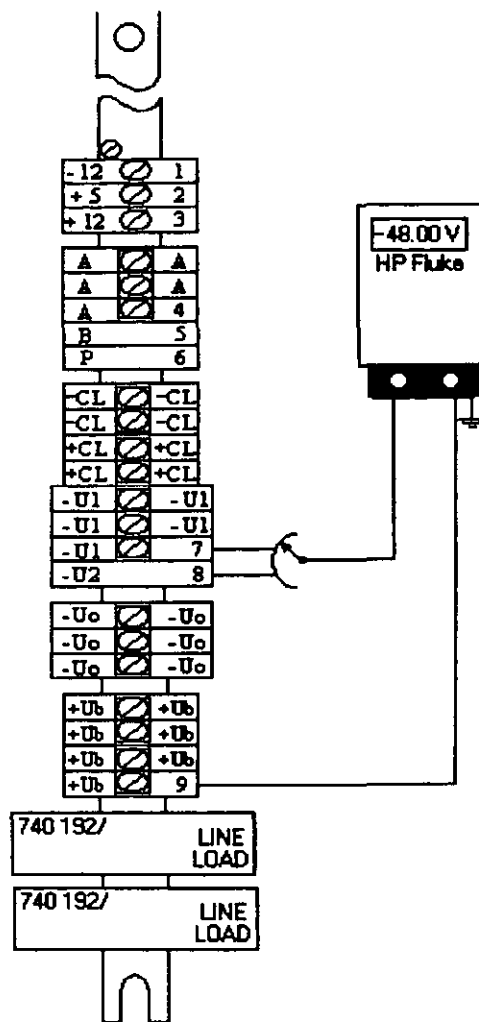 -12 1
+5 2
+12 3
A A
A A
A 4
B 5
P 6
-CL -CL
-CL -CL
+CL +CL
+CL +CL
-U1 -U1
-U1 -U1
-U1 7
-U2 8
-Uo -Uo
-Uo -Uo
-Uo -Uo
+Ub +Ub
+Ub +Ub
+Ub +Ub
+Ub 9
-48.00 V
HP Fluke
740 192/
LINE
LOAD
740 192/
LINE
LOAD